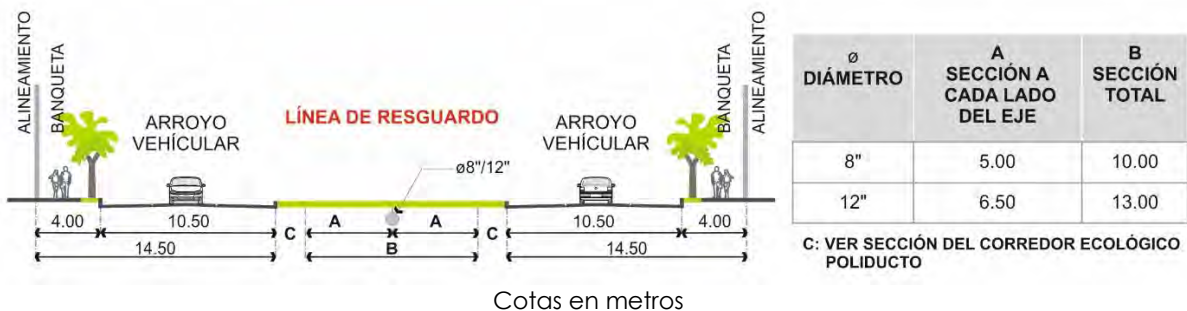 ALINEAMIENTO
BANQUETA
ARROYO
VEHÍCULAR
LÍNEA DE RESGUARDO
ø8"/12"
ARROYO
VEHÍCULAR
BANQUETA
ALINEAMIENTO
4.00
10.50
C
A
A
C
10.50
4.00
14.50
B
14.50
ø
DIÁMETRO
A
SECCIÓN A
CADA LADO
DEL EJE
B
SECCIÓN
TOTAL
8" 5.00 10.00
12" 6.50 13.00
C: VER SECCIÓN DEL CORREDOR ECOLÓGICO
POLIDUCTO
Cotas en metros